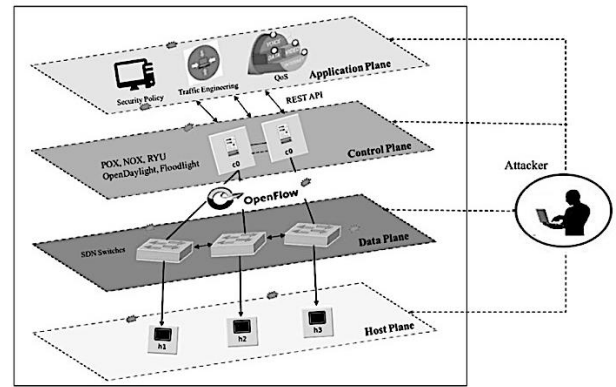 Security Policy
Traffic Engineering
QoS
Application Plane
REST API
POX, NOX, RYU
OpenDaylight, Floodlight
c0
c0
Control Plane
Attacker
OpenFlow
SDN Switches
Data Plane
h1
h2
h3
Host Plane